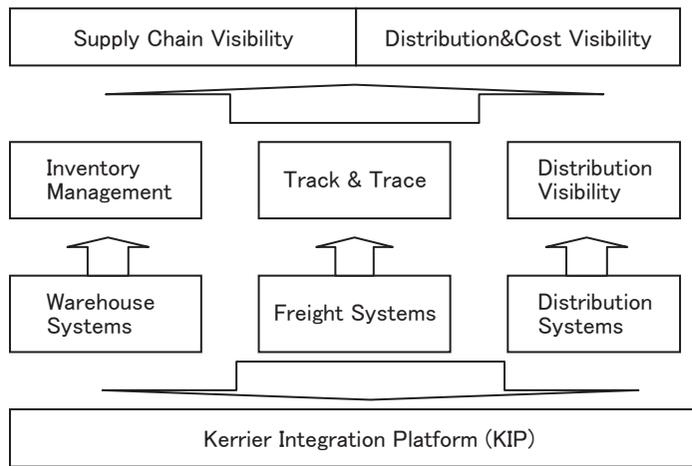 Supply Chain Visibility
Distribution&Cost Visibility
Inventory
Management
Track & Trace
Distribution
Visibility
Warehouse
Systems
Freight Systems
Distribution
Systems
Kerrier Integration Platform (KIP)